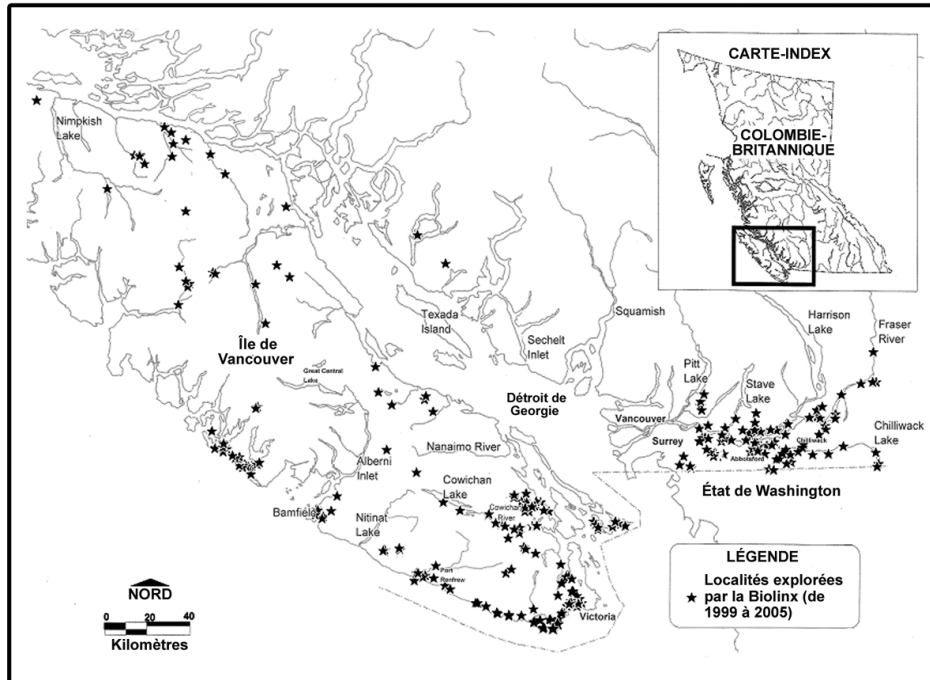 CARTE-INDEX
COLOMBIE-
BRITANNIQUE
Nimpkish
Lake
Île de
Vancouver
Great Central
Lake
Texada
Island
Sechelt
Inlet
Squamish
Harrison
Lake
Fraser
River
Pitt
Lake
Stave
Lake
Détroit de
Georgie
Vancouver
Surrey
Abbotsford
Chilliwack
Chilliwack
Lake
État de Washington
Nanaimo River
Alberni
Inlet
Cowichan
Lake
Cowichan
River
Bamfield
Nitinat
Lake
Port
Renfrew
Victoria
NORD
0 20 40
Kilomètres
LÉGENDE
Localités explorées
par la Biolinx (de
1999 à 2005)